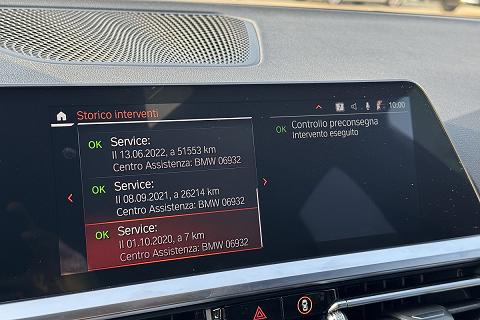 Storico interventi
10:00
OK Service:
Il 13.06.2022, a 51553 km
Centro Assistenza: BMW 06932
OK Service:
Il 08.09.2021, a 26214 km
Centro Assistenza: BMW 06932
OK Service:
Il 01.10.2020, a 7 km
Centro Assistenza: BMW 06932
OK Controllo preconsegna
Intervento eseguito